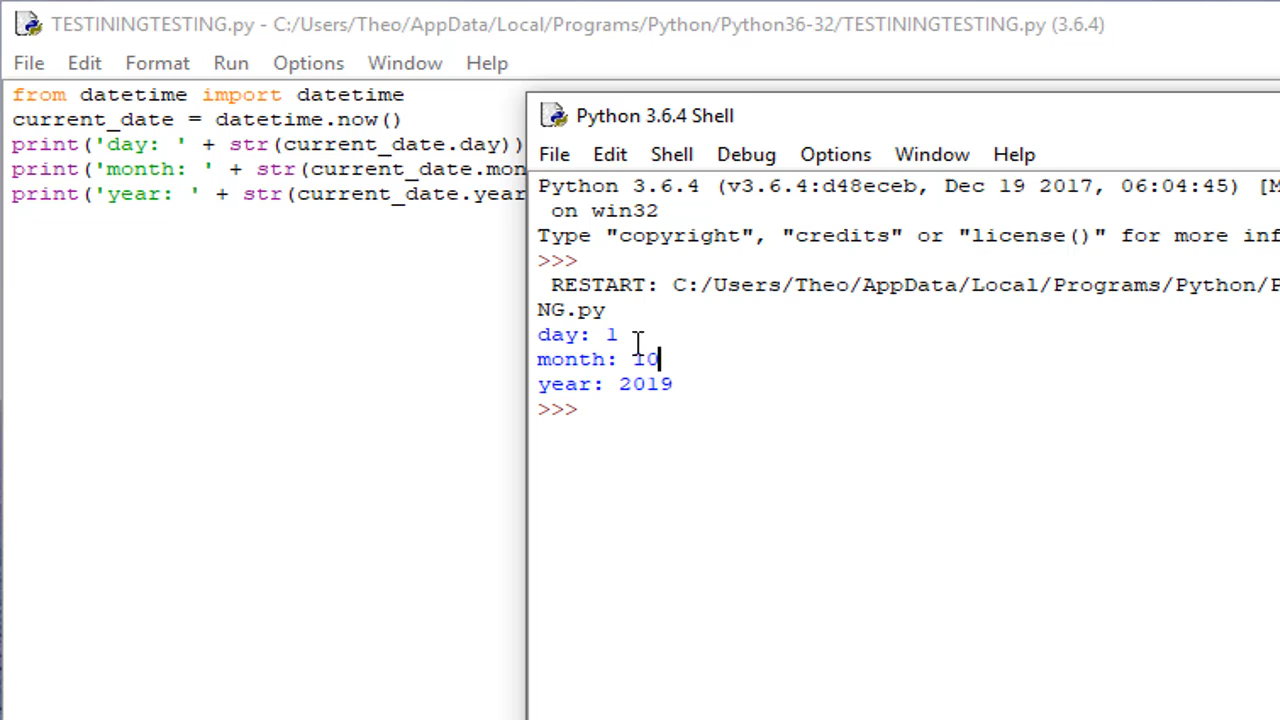 TESTININGTESTING.py - C:/Users/Theo/AppData/Local/Programs/Python/Python36-32/TESTININGTESTING.py (3.6.4)
File Edit Format Run Options Window Help
from datetime import datetime
current_date = datetime.now()
print('day: ' + str(current_date.day))
print('month: ' + str(current_date.mon
print('year: ' + str(current_date.year
Python 3.6.4 Shell
File Edit Shell Debug Options Window Help
Python 3.6.4 (v3.6.4:d48eceb, Dec 19 2017, 06:04:45) [M
on win32
Type "copyright", "credits" or "license()" for more inf
>>>
RESTART: C:/Users/Theo/AppData/Local/Programs/Python/P
NG.py
day: 1
month: 10
year: 2019
>>>